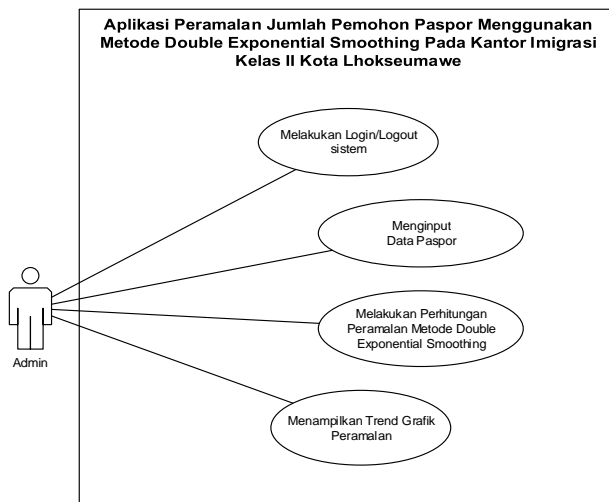 Aplikasi Peramalan Jumlah Pemohon Paspor Menggunakan
Metode Double Exponential Smoothing Pada Kantor Imigrasi
Kelas II Kota Lhokseumawe
Melakukan Login/Logout
sistem
Menginput
Data Paspor
Melakukan Perhitungan
Peramalan Metode Double
Exponential Smoothing
Admin
Menampilkan Trend Grafik
Peramalan